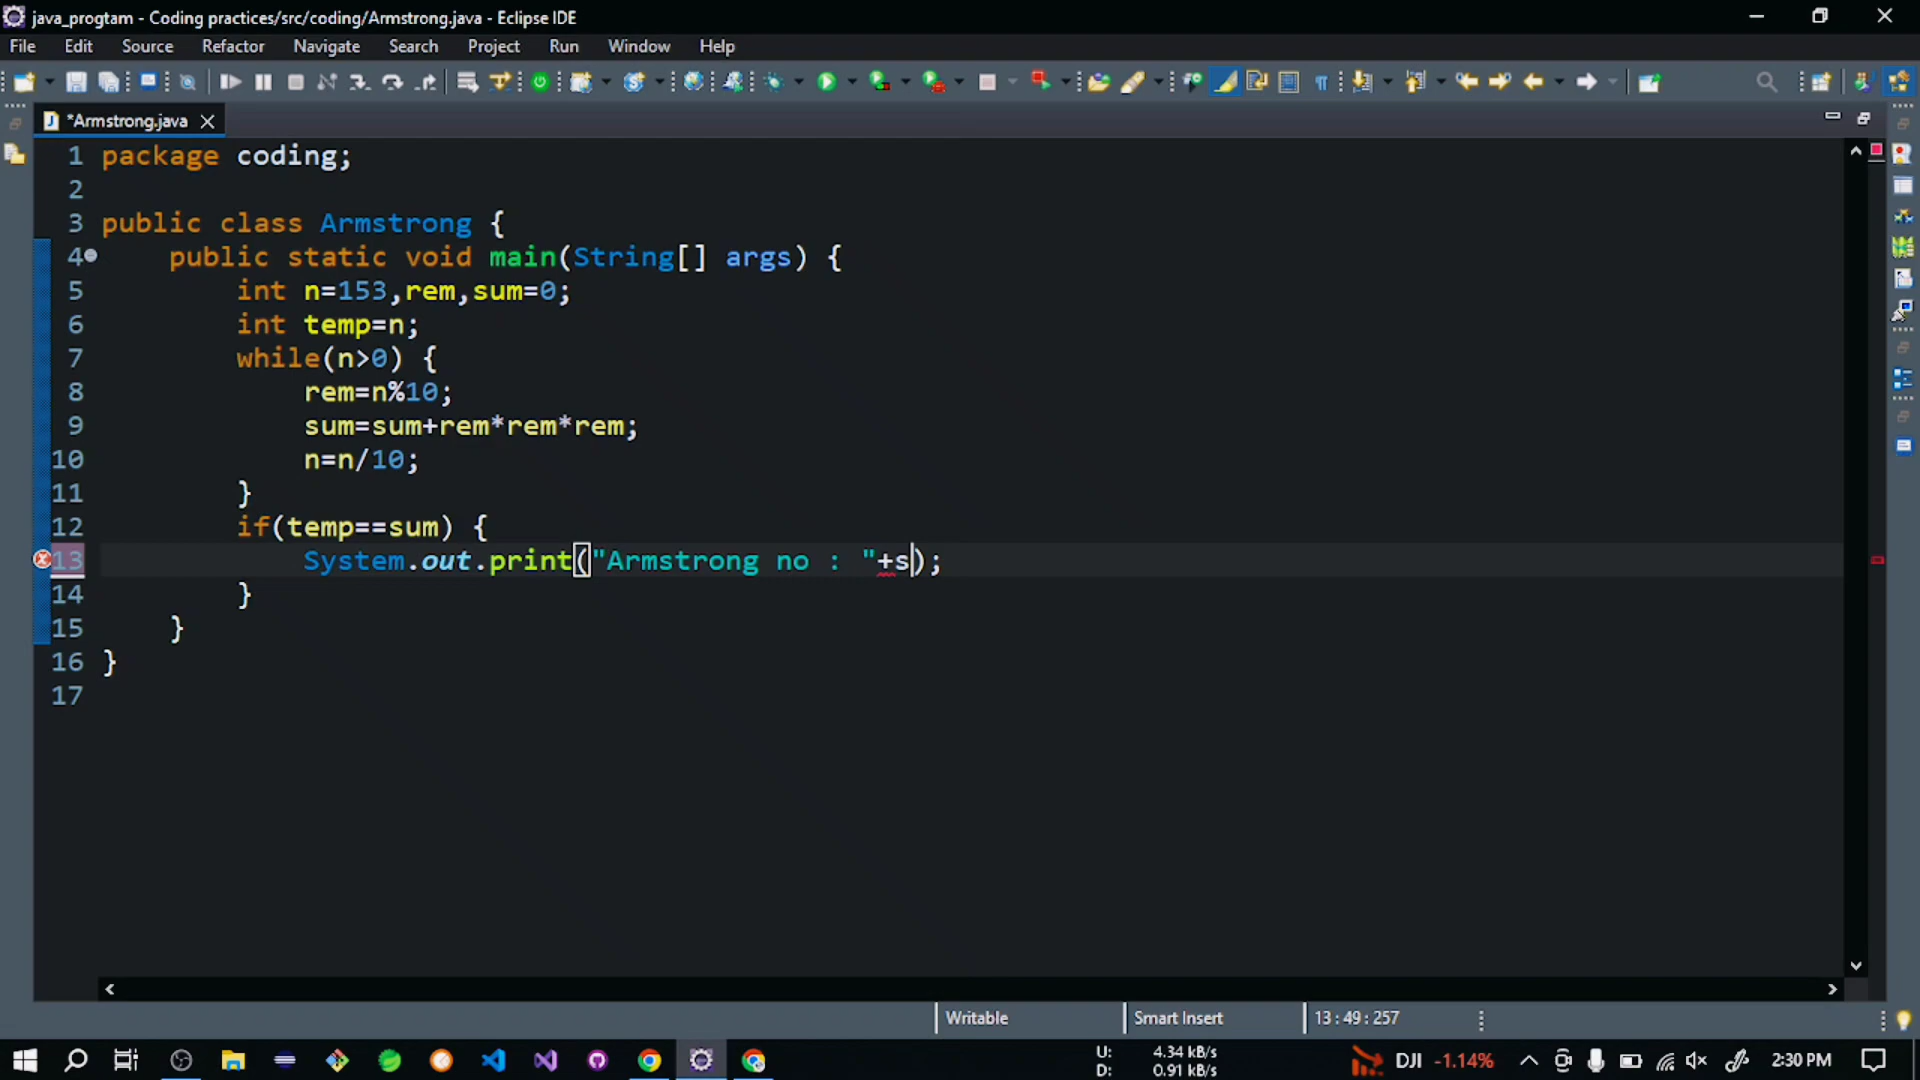 java_progtam - Coding practices/src/coding/Armstrong.java - Eclipse IDE
File Edit Source Refactor Navigate Search Project Run Window Help
*Armstrong.java
1 package coding;
2
3 public class Armstrong {
4 public static void main(String[] args) {
5 int n=153,rem,sum=0;
6 int temp=n;
7 while(n>0) {
8 rem=n%10;
9 sum=sum+rem*rem*rem;
10 n=n/10;
11 }
12 if(temp==sum) {
13 System.out.print("Armstrong no : "+s);
14 }
15 }
16 }
17
Writable Smart Insert 13 : 49 : 257
U: 4.34 kB/s
D: 0.91 kB/s
DJI -1.14% 2:30 PM